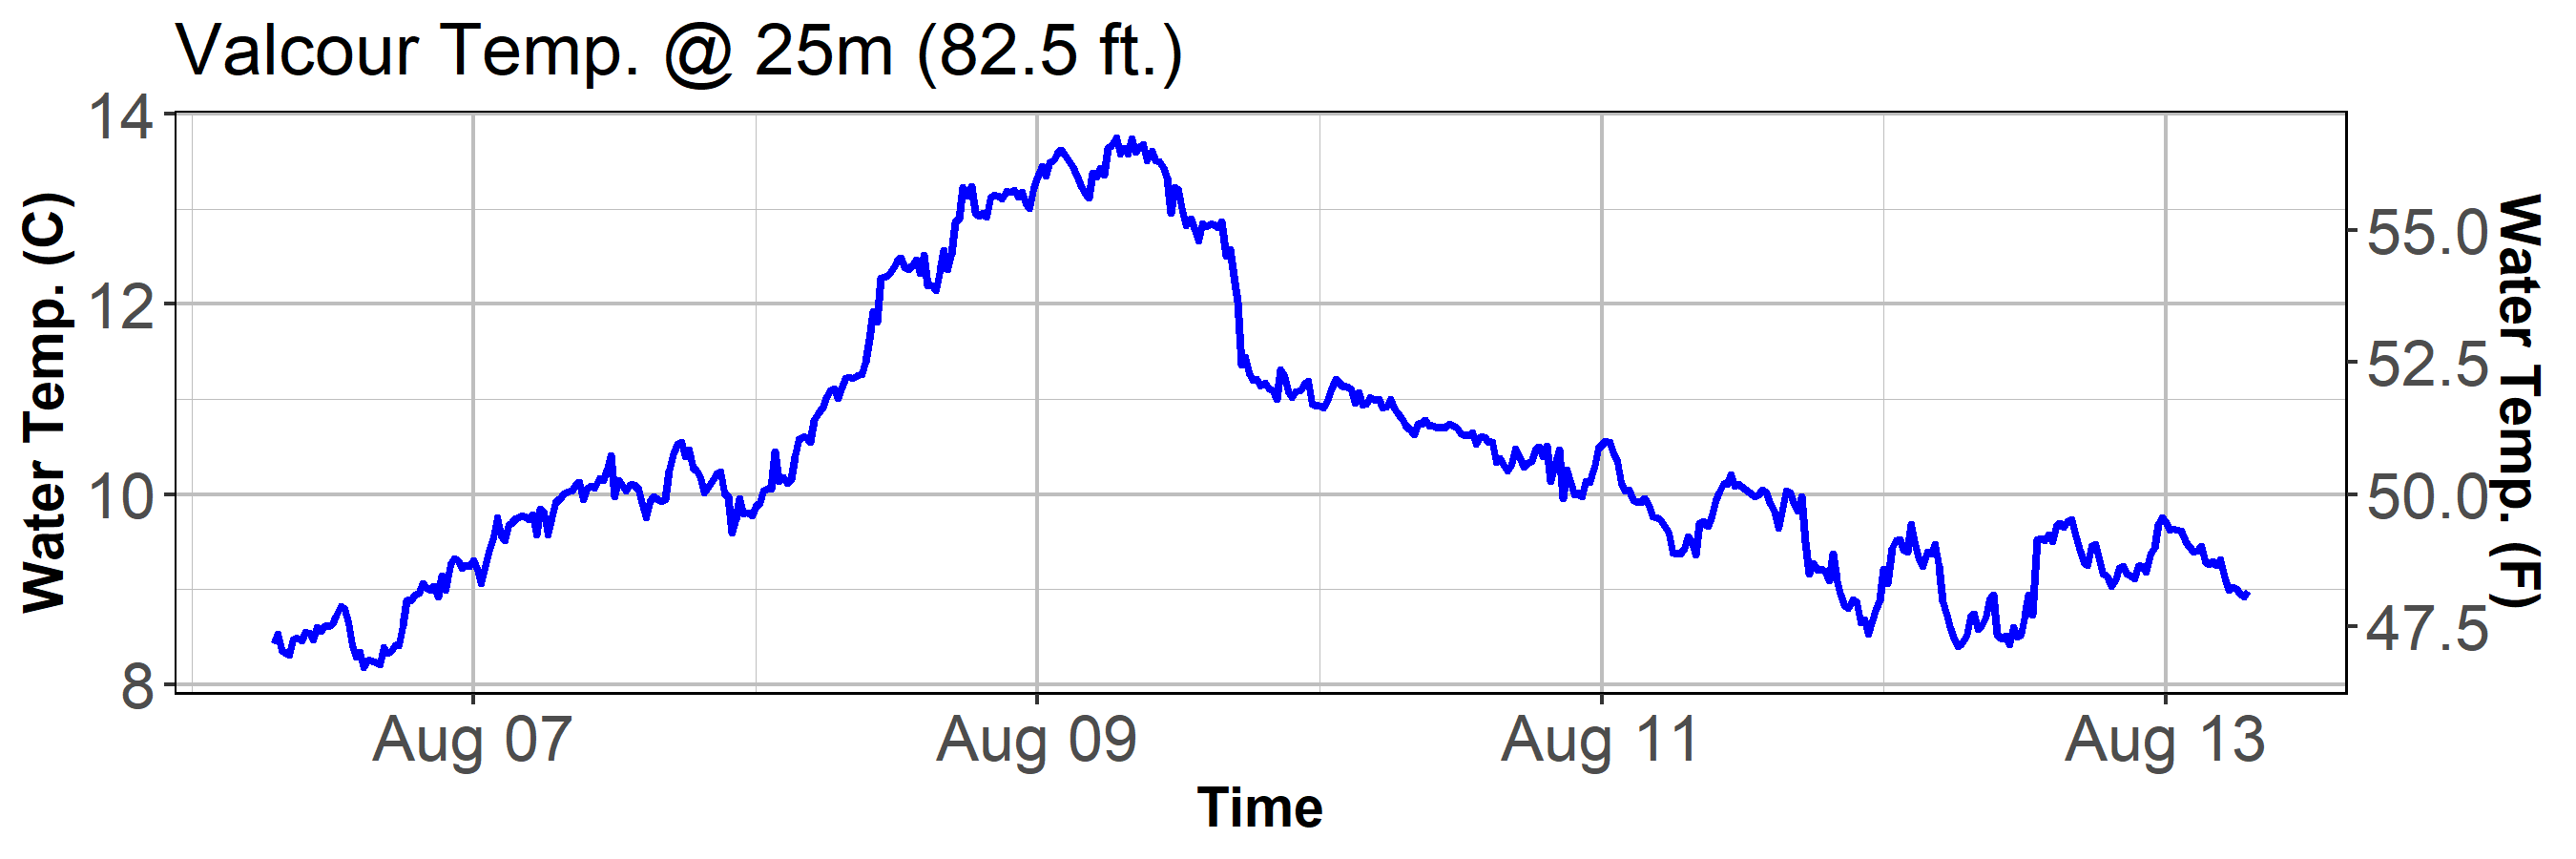 Valcour Temp. @ 25m (82.5 ft.)
Water Temp. (C)
14
12
10
8
55.0
52.5
50.0
47.5
Water Temp. (F)
Aug 07 Aug 09 Aug 11 Aug 13
Time